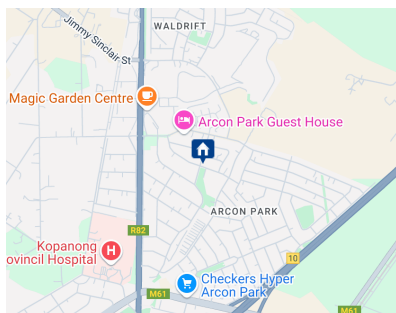 WALDRIFT
Jimmy Sinclair St
Magic Garden Centre
Arcon Park Guest House
ARCON PARK
R82
Kopanong
ovincil Hospital
10
Checkers Hyper
Arcon Park
M61
M61
H